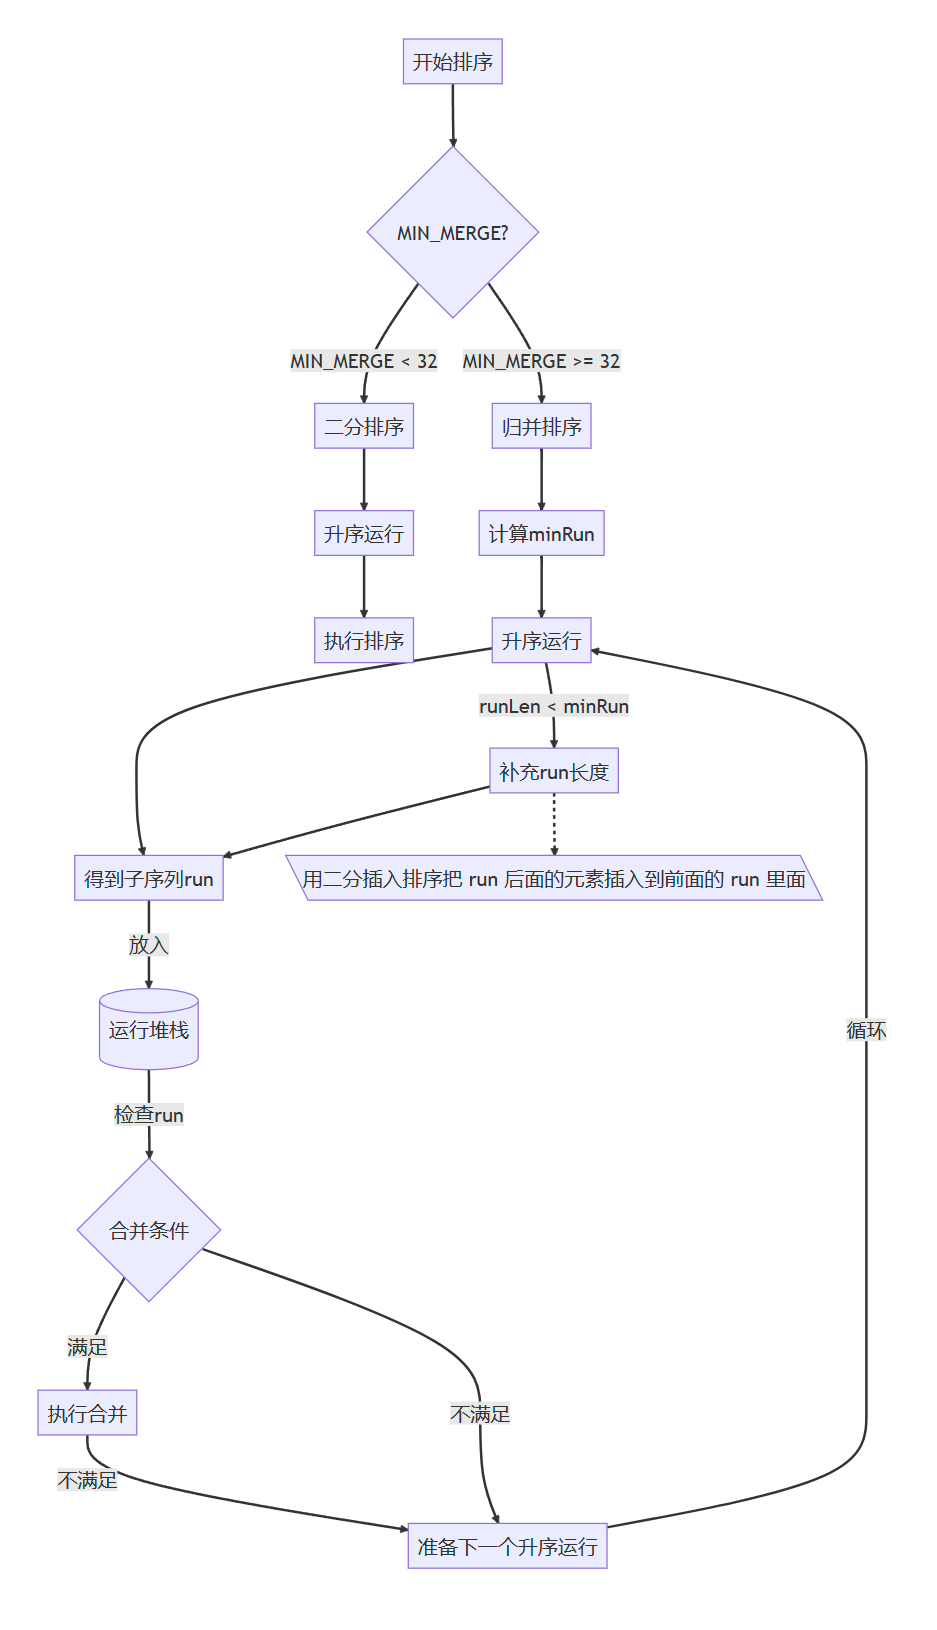 开始排序
MIN_MERGE?
MIN_MERGE < 32
MIN_MERGE >= 32
二分排序
归并排序
升序运行
计算minRun
执行排序
升序运行
runLen < minRun
补充run长度
得到子序列run
用二分插入排序把 run 后面的元素插入到前面的 run 里面
放入
运行堆栈
循环
检查run
合并条件
满足
执行合并
不满足
不满足
准备下一个升序运行